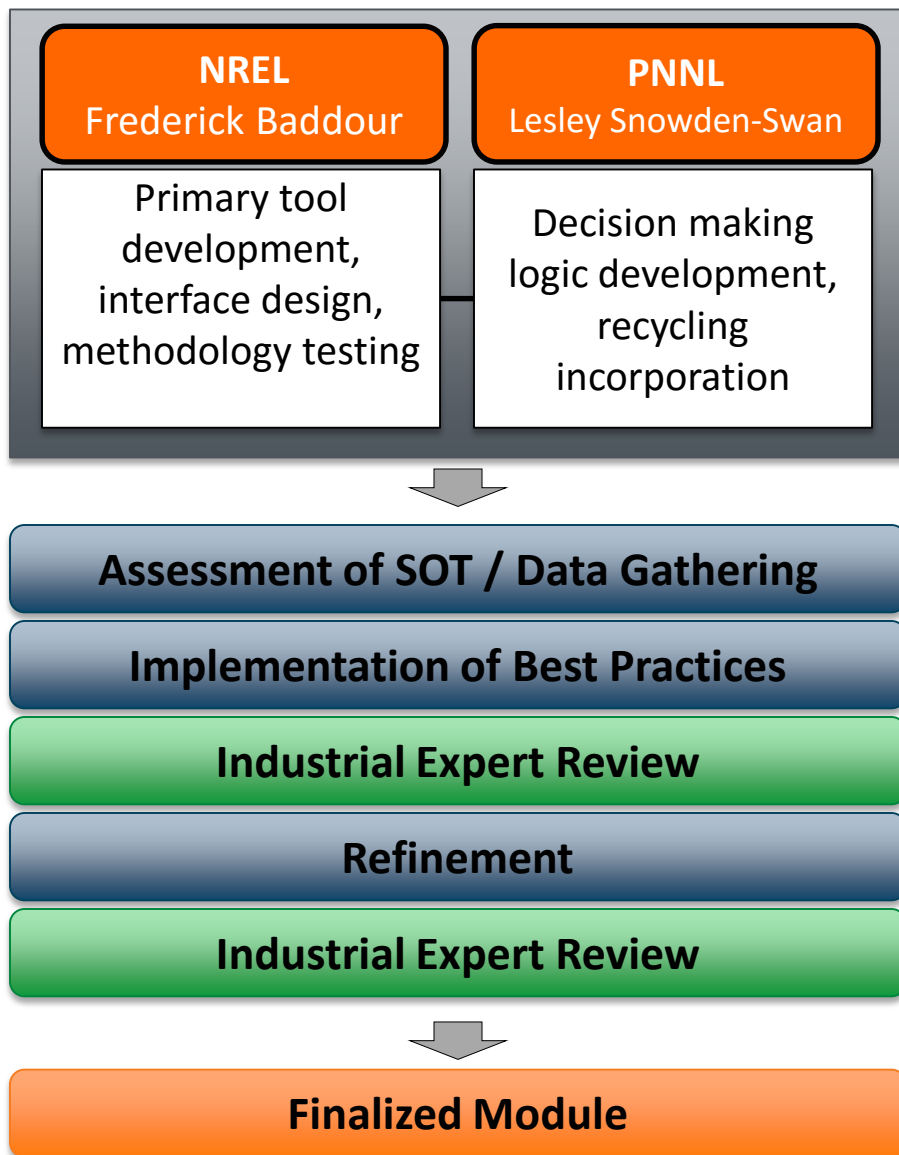 NREL
Frederick Baddour
Primary tool
development,
interface design,
methodology testing
PNNL
Lesley Snowden-Swan
Decision making
logic development,
recycling
incorporation
Assessment of SOT / Data Gathering
Implementation of Best Practices
Industrial Expert Review
Refinement
Industrial Expert Review
Finalized Module